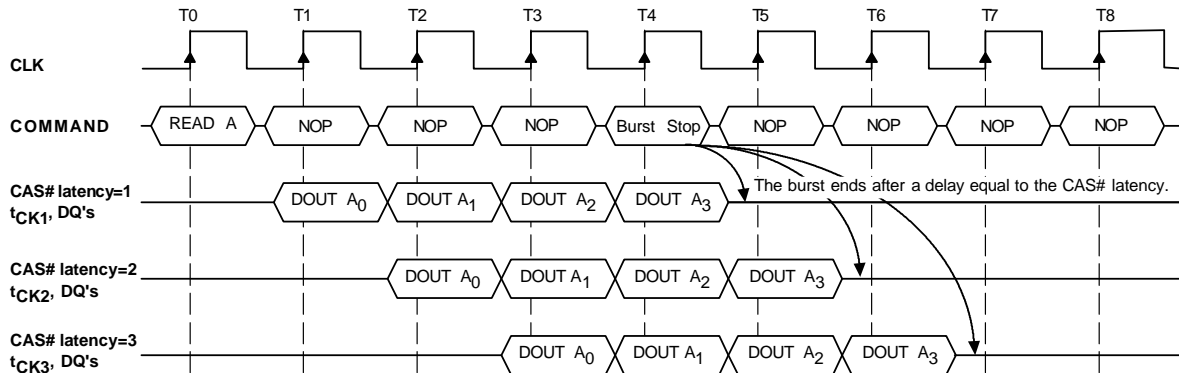 T0 T1 T2 T3 T4 T5 T6 T7 T8
CLK
COMMAND READ A NOP NOP NOP Burst Stop NOP NOP NOP NOP
CAS# latency=1
tCK1, DQ's DOUT A0 DOUT A1 DOUT A2 DOUT A3
The burst ends after a delay equal to the CAS# latency.
CAS# latency=2
tCK2, DQ's DOUT A0 DOUT A1 DOUT A2 DOUT A3
CAS# latency=3
tCK3, DQ's DOUT A0 DOUT A1 DOUT A2 DOUT A3